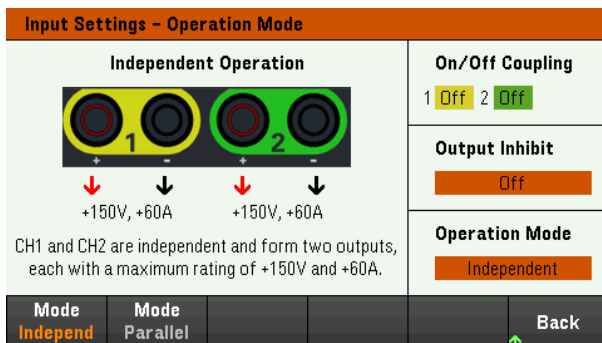 Input Settings – Operation Mode
Independent Operation
1 2
+ - + -
+150V, +60A +150V, +60A
CH1 and CH2 are independent and form two outputs,
each with a maximum rating of +150V and +60A.
On/Off Coupling
1 Off 2 Off
Output Inhibit
Off
Operation Mode
Independent
Mode
Independ
Mode
Parallel
Back